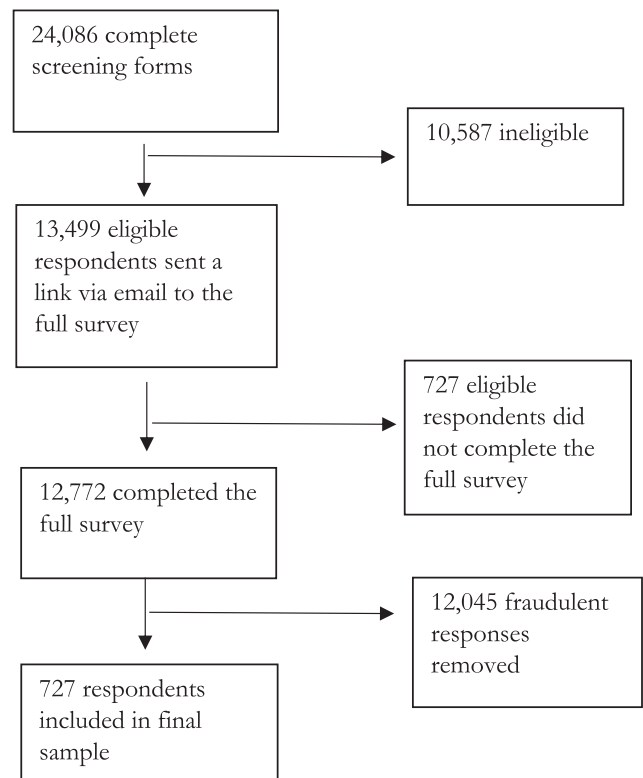 24,086 complete
screening forms
10,587 ineligible
13,499 eligible
respondents sent a
link via email to the
full survey
727 eligible
respondents did
not complete the
full survey
12,772 completed the
full survey
12,045 fraudulent
responses
removed
727 respondents
included in final
sample